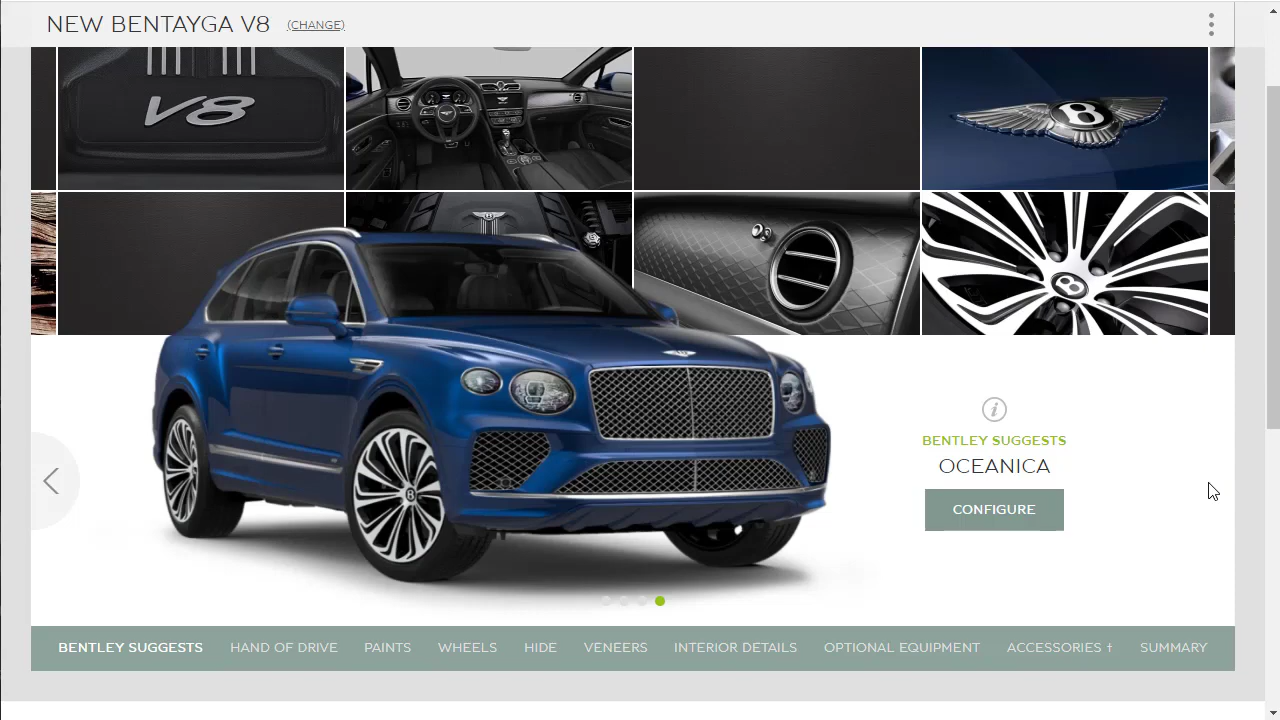 NEW BENTAYGA V8 (CHANGE)
V8
B
B
BENTLEY SUGGESTS
OCEANICA
CONFIGURE
BENTLEY SUGGESTS HAND OF DRIVE PAINTS WHEELS HIDE VENEERS INTERIOR DETAILS OPTIONAL EQUIPMENT ACCESSORIES † SUMMARY